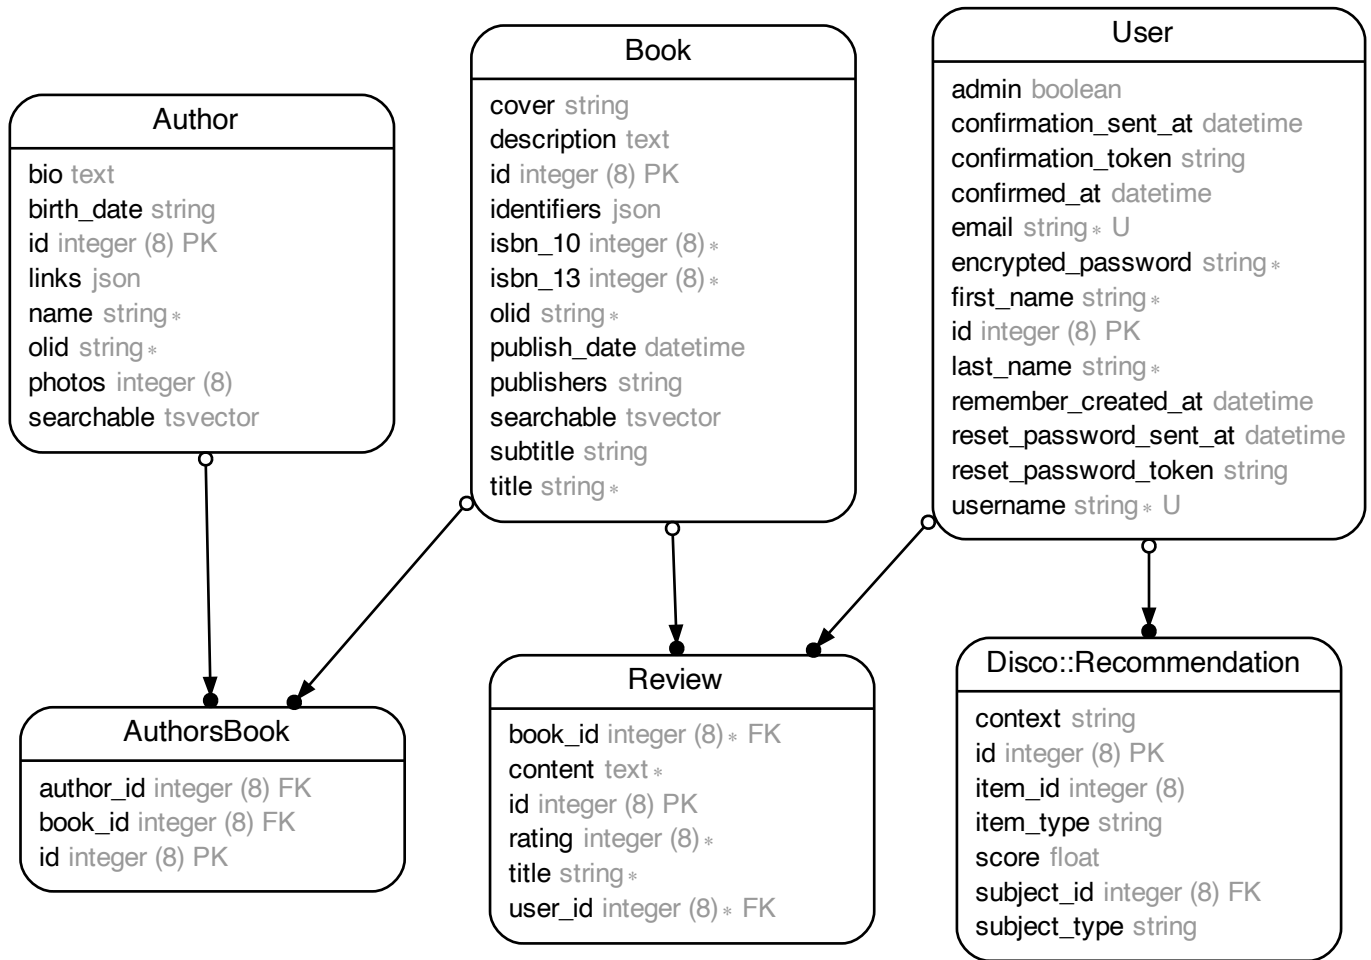 Author
bio text
birth_date string
id integer (8) PK
links json
name string*
olid string*
photos integer (8)
searchable tsvector
Book
cover string
description text
id integer (8) PK
identifiers json
isbn_10 integer (8)*
isbn_13 integer (8)*
olid string*
publish_date datetime
publishers string
searchable tsvector
subtitle string
title string*
User
admin boolean
confirmation_sent_at datetime
confirmation_token string
confirmed_at datetime
email string* U
encrypted_password string*
first_name string*
id integer (8) PK
last_name string*
remember_created_at datetime
reset_password_sent_at datetime
reset_password_token string
username string* U
AuthorsBook
author_id integer (8) FK
book_id integer (8) FK
id integer (8) PK
Review
book_id integer (8)* FK
content text*
id integer (8) PK
rating integer (8)*
title string*
user_id integer (8)* FK
Disco::Recommendation
context string
id integer (8) PK
item_id integer (8)
item_type string
score float
subject_id integer (8) FK
subject_type string